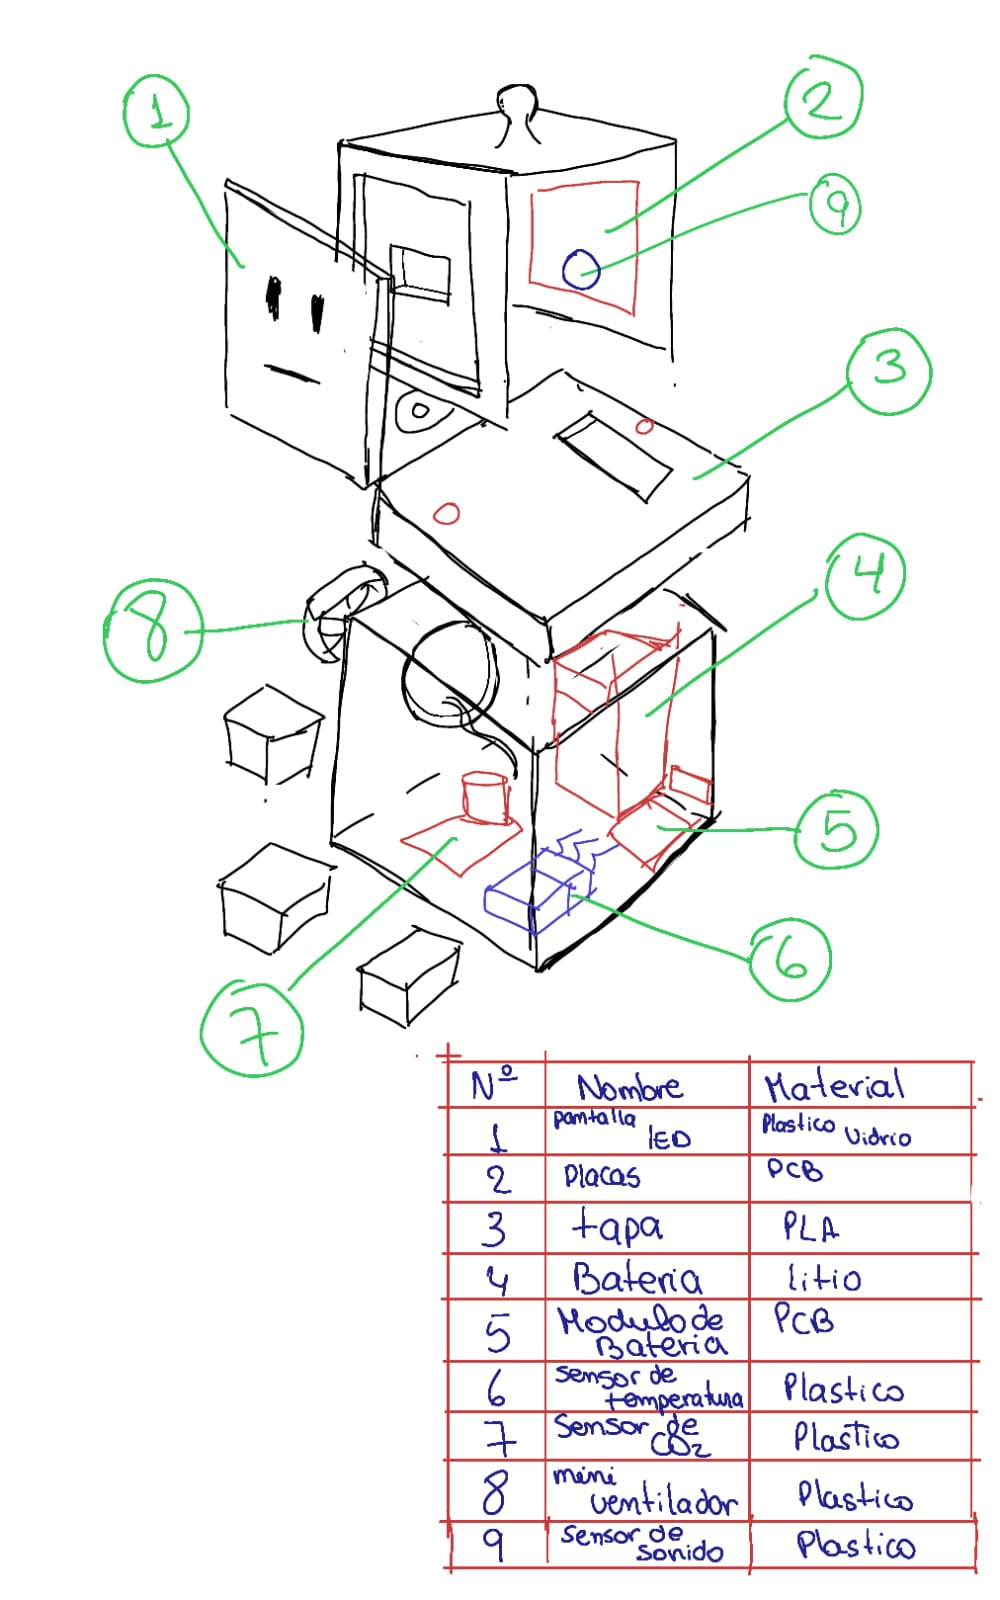 1
2
9
3
4
8
5
6
7
Nº Nombre Material
1 pamtalla lED Plastico Vidrio
2 Placas PCB
3 tapa PLA
4 Bateria litio
5 Modulo de Bateria PCB
6 sensor de temperatura Plastico
7 Sensor de CO2 Plastico
8 mini ventilador Plastico
9 sensor de sonido Plastico